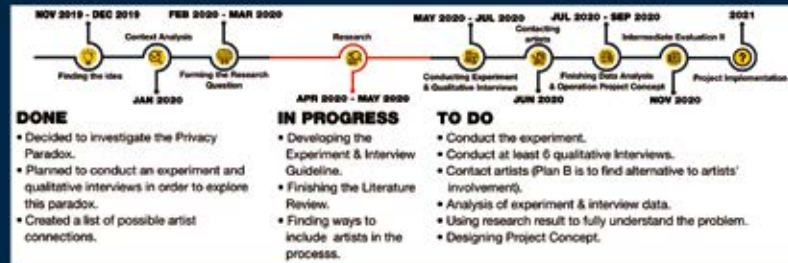 NOV 2019 - DEC 2019
FEB 2020 - MAR 2020
MAY 2020 - JUL 2020
JUL 2020 - SEP 2020
2021
Context Analysis
Research
Contacting
artists
Intermediate Evaluation II
Finding the idea
Forming the Research
Question
Conducting Experiment
& Qualitative Interviews
Finishing Data Analysis
& Operation Project Concept
Project Implementation
JAN 2020
APR 2020 - MAY 2020
JUN 2020
NOV 2020
DONE
• Decided to investigate the Privacy
Paradox.
• Planned to conduct an experiment and
qualitative interviews in order to explore
this paradox.
• Created a list of possible artist
connections.
IN PROGRESS
• Developing the
Experiment & Interview
Guideline.
• Finishing the Literature
Review.
• Finding ways to
include artists in the
processs.
TO DO
• Conduct the experiment.
• Conduct at least 6 qualitative Interviews.
• Contact artists (Plan B is to find alternative to artists'
involvement).
• Analysis of experiment & interview data.
• Using research result to fully understand the problem.
• Designing Project Concept.